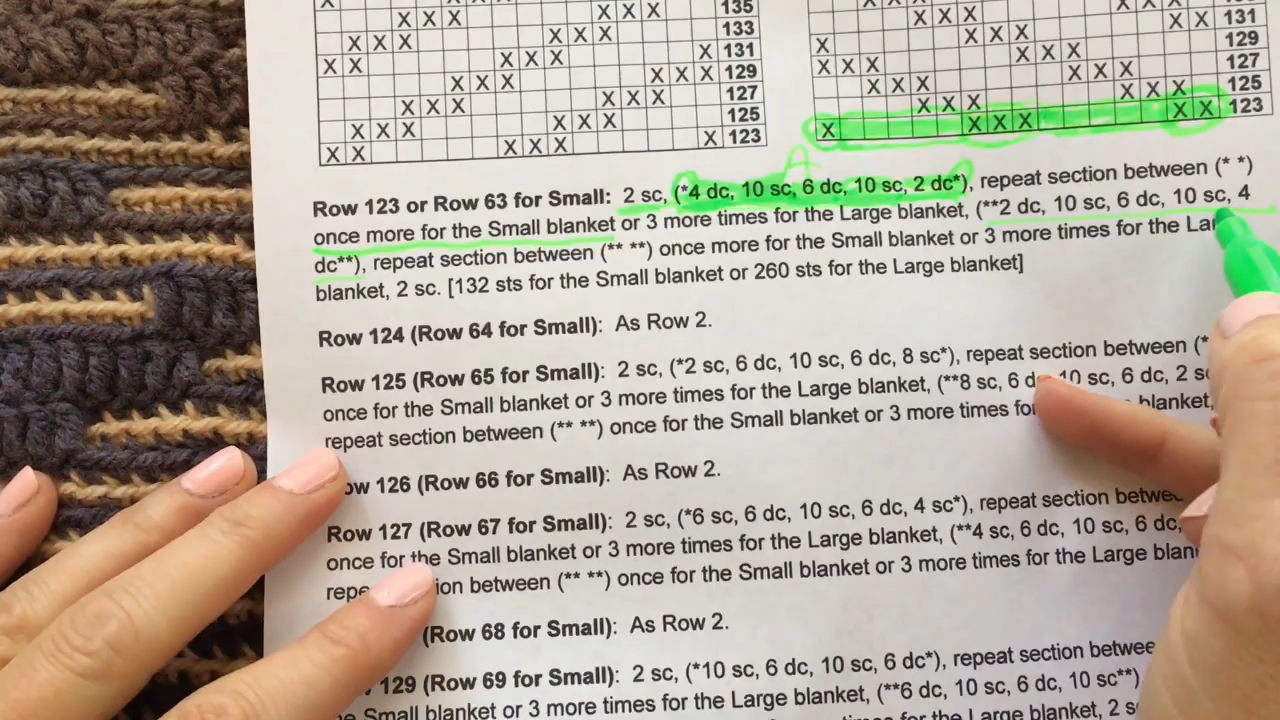 135
133
131
129
127
125
123
131
129
127
125
123
A
Row 123 or Row 63 for Small: 2 sc, (*4 dc, 10 sc, 6 dc, 10 sc, 2 dc*), repeat section between (* *)
once more for the Small blanket or 3 more times for the Large blanket, (**2 dc, 10 sc, 6 dc, 10 sc, 4
dc**), repeat section between (** **) once more for the Small blanket or 3 more times for the
blanket, 2 sc. [132 sts for the Small blanket or 260 sts for the Large blanket]
Row 124 (Row 64 for Small): As Row 2.
Row 125 (Row 65 for Small): 2 sc, (*2 sc, 6 dc, 10 sc, 6 dc, 8 sc*), repeat section between (*
once for the Small blanket or 3 more times for the Large blanket, (**8 sc, 6 10 sc, 6 dc, 2
repeat section between (** **) once for the Small blanket or 3 more times blanket,
126 (Row 66 for Small): As Row 2.
Row 127 (Row 67 for Small): 2 sc, (*6 sc, 6 dc, 10 sc, 6 dc, 4 sc*), repeat section
once for the Small blanket or 3 more times for the Large blanket, (**4 sc, 6 dc, 10 sc, 6 dc,
between (** **) once for the Small blanket or 3 more times for the Large
(Row 68 for Small): As Row 2.
129 (Row 69 for Small): 2 sc, (*10 sc, 6 dc, 10 sc, 6 dc*), repeat section
Small blanket or 3 more times for the Large blanket, (**6 dc, 10 sc, 6 dc, 10 sc**)
for the Large blanket, 2